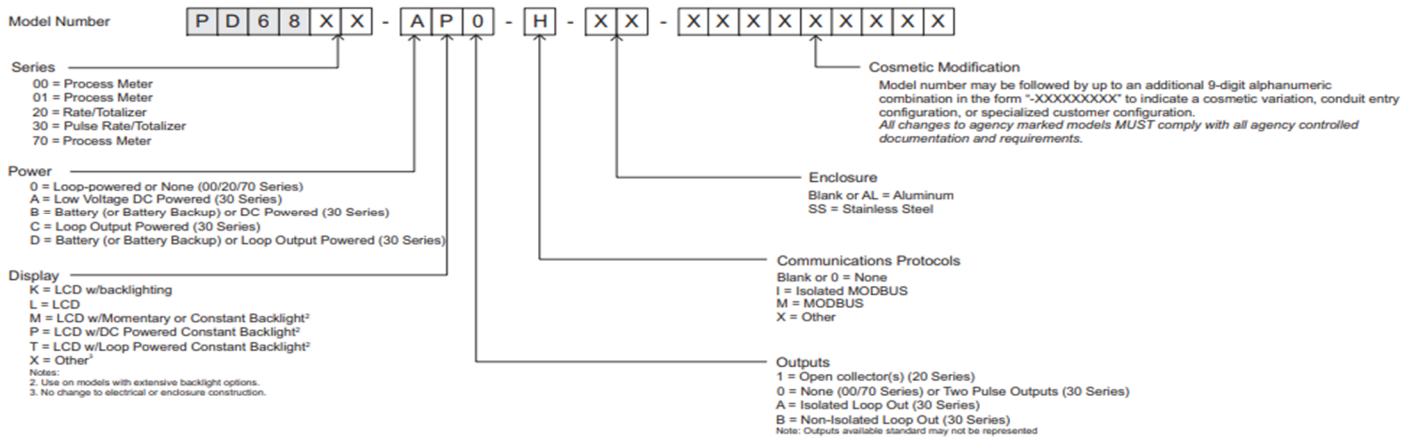 Model Number P D 6 8 X X - A P 0 - H - X X - X X X X X X X X X
Series
00 = Process Meter
01 = Process Meter
20 = Rate/Totalizer
30 = Pulse Rate/Totalizer
70 = Process Meter
Power
0 = Loop-powered or None (00/20/70 Series)
A = Low Voltage DC Powered (30 Series)
B = Battery (or Battery Backup) or DC Powered (30 Series)
C = Loop Output Powered (30 Series)
D = Battery (or Battery Backup) or Loop Output Powered (30 Series)
Display
K = LCD w/backlighting
L = LCD
M = LCD w/Momentary or Constant Backlight²
P = LCD w/DC Powered Constant Backlight²
T = LCD w/Loop Powered Constant Backlight²
X = Other³
Notes:
2. Use on models with extensive backlight options.
3. No change to electrical or enclosure construction.
Cosmetic Modification
Model number may be followed by up to an additional 9-digit alphanumeric
combination in the form “-XXXXXXXXX” to indicate a cosmetic variation, conduit entry
configuration, or specialized customer configuration.
All changes to agency marked models MUST comply with all agency controlled
documentation and requirements.
Enclosure
Blank or AL = Aluminum
SS = Stainless Steel
Communications Protocols
Blank or 0 = None
I = Isolated MODBUS
M = MODBUS
X = Other
Outputs
1 = Open collector(s) (20 Series)
0 = None (00/70 Series) or Two Pulse Outputs (30 Series)
A = Isolated Loop Out (30 Series)
B = Non-Isolated Loop Out (30 Series)
Note: Outputs available standard may not be represented